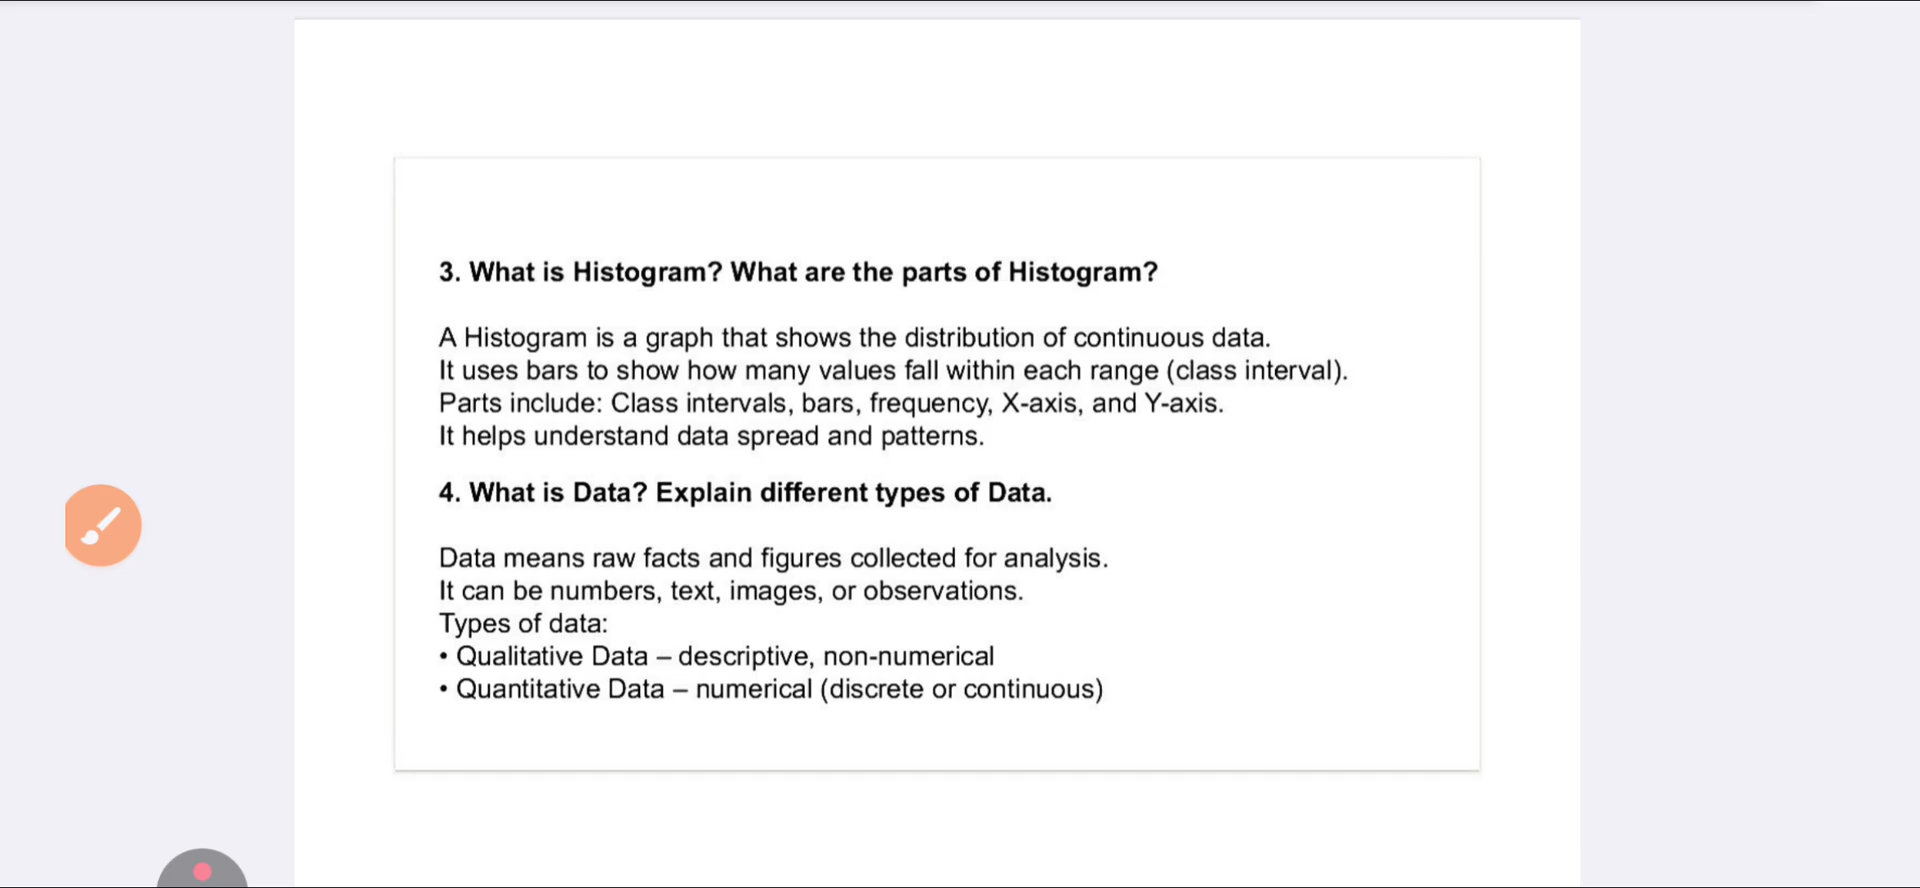 3. What is Histogram? What are the parts of Histogram?
A Histogram is a graph that shows the distribution of continuous data.
It uses bars to show how many values fall within each range (class interval).
Parts include: Class intervals, bars, frequency, X-axis, and Y-axis.
It helps understand data spread and patterns.
4. What is Data? Explain different types of Data.
Data means raw facts and figures collected for analysis.
It can be numbers, text, images, or observations.
Types of data:
• Qualitative Data – descriptive, non-numerical
• Quantitative Data – numerical (discrete or continuous)